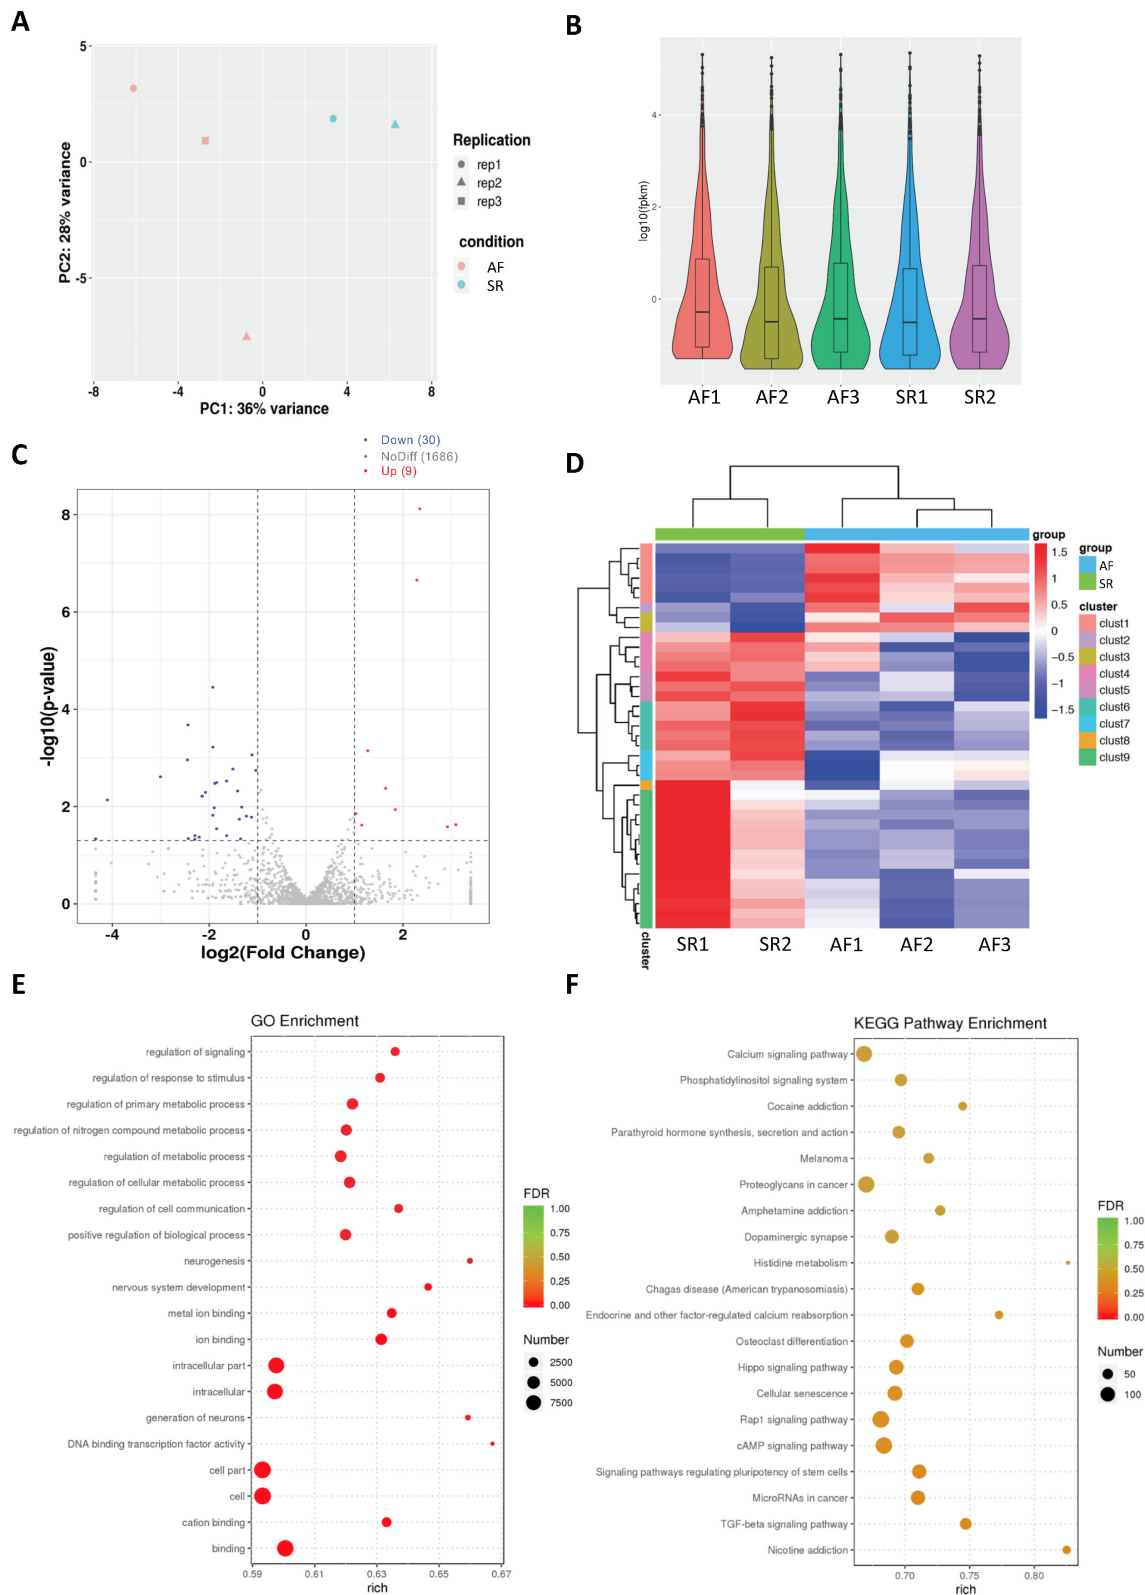 A
5
0
-5
-8
-4
0
4
8
PC2: 28% variance
PC1: 36% variance
Replication
rep1
rep2
rep3
condition
AF
SR
B
4
2
0
log10(fpkm)
AF1
AF2
AF3
SR1
SR2
C
Down (30)
NoDiff (1686)
Up (9)
8
6
4
2
0
-log10(p-value)
-4
-2
0
2
log2(Fold Change)
D
group
1.5
1
0.5
0
−0.5
−1
−1.5
group
AF
SR
cluster
clust1
clust2
clust3
clust4
clust5
clust6
clust7
clust8
clust9
cluster
SR1
SR2
AF1
AF2
AF3
E
GO Enrichment
regulation of signaling
regulation of response to stimulus
regulation of primary metabolic process
regulation of nitrogen compound metabolic process
regulation of metabolic process
regulation of cellular metabolic process
regulation of cell communication
positive regulation of biological process
neurogenesis
nervous system development
metal ion binding
ion binding
intracellular part
intracellular
generation of neurons
DNA binding transcription factor activity
cell part
cell
cation binding
binding
0.59
0.61
0.63
0.65
0.67
rich
FDR
1.00
0.75
0.50
0.25
0.00
Number
2500
5000
7500
F
KEGG Pathway Enrichment
Calcium signaling pathway
Phosphatidylinositol signaling system
Cocaine addiction
Parathyroid hormone synthesis, secretion and action
Melanoma
Proteoglycans in cancer
Amphetamine addiction
Dopaminergic synapse
Histidine metabolism
Chagas disease (American trypanosomiasis)
Endocrine and other factor-regulated calcium reabsorption
Osteoclast differentiation
Hippo signaling pathway
Cellular senescence
Rap1 signaling pathway
cAMP signaling pathway
Signaling pathways regulating pluripotency of stem cells
MicroRNAs in cancer
TGF-beta signaling pathway
Nicotine addiction
0.70
0.75
0.80
rich
FDR
1.00
0.75
0.50
0.25
0.00
Number
50
100